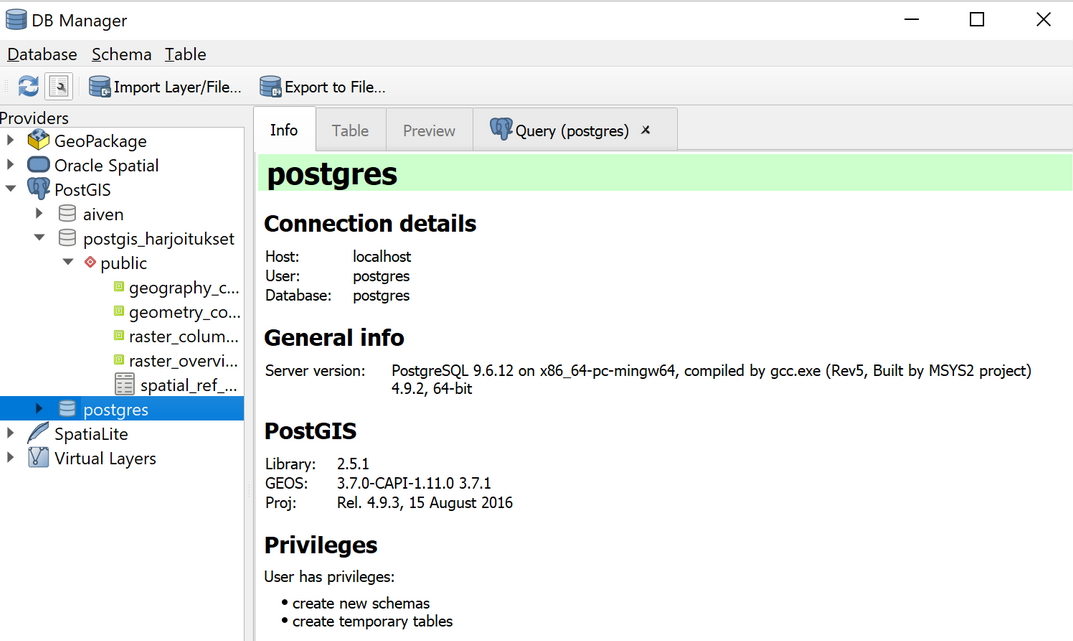 DB Manager
Database Schema Table
Import Layer/File... Export to File...
Providers
GeoPackage
Oracle Spatial
PostGIS
aiven
postgis_harjoitukset
public
geography_c...
geometry_co...
raster_colum...
raster_overvi...
spatial_ref_...
postgres
SpatiaLite
Virtual Layers
Info Table Preview Query (postgres)
postgres
Connection details
Host: localhost
User: postgres
Database: postgres
General info
Server version: PostgreSQL 9.6.12 on x86_64-pc-mingw64, compiled by gcc.exe (Rev5, Built by MSYS2 project)
4.9.2, 64-bit
PostGIS
Library: 2.5.1
GEOS: 3.7.0-CAPI-1.11.0 3.7.1
Proj: Rel. 4.9.3, 15 August 2016
Privileges
User has privileges:
• create new schemas
• create temporary tables